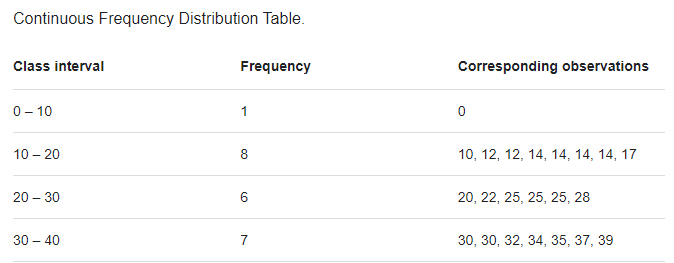 Continuous Frequency Distribution Table.
Class interval Frequency Corresponding observations
0 – 10 1 0
10 – 20 8 10, 12, 12, 14, 14, 14, 14, 17
20 – 30 6 20, 22, 25, 25, 25, 28
30 – 40 7 30, 30, 32, 34, 35, 37, 39